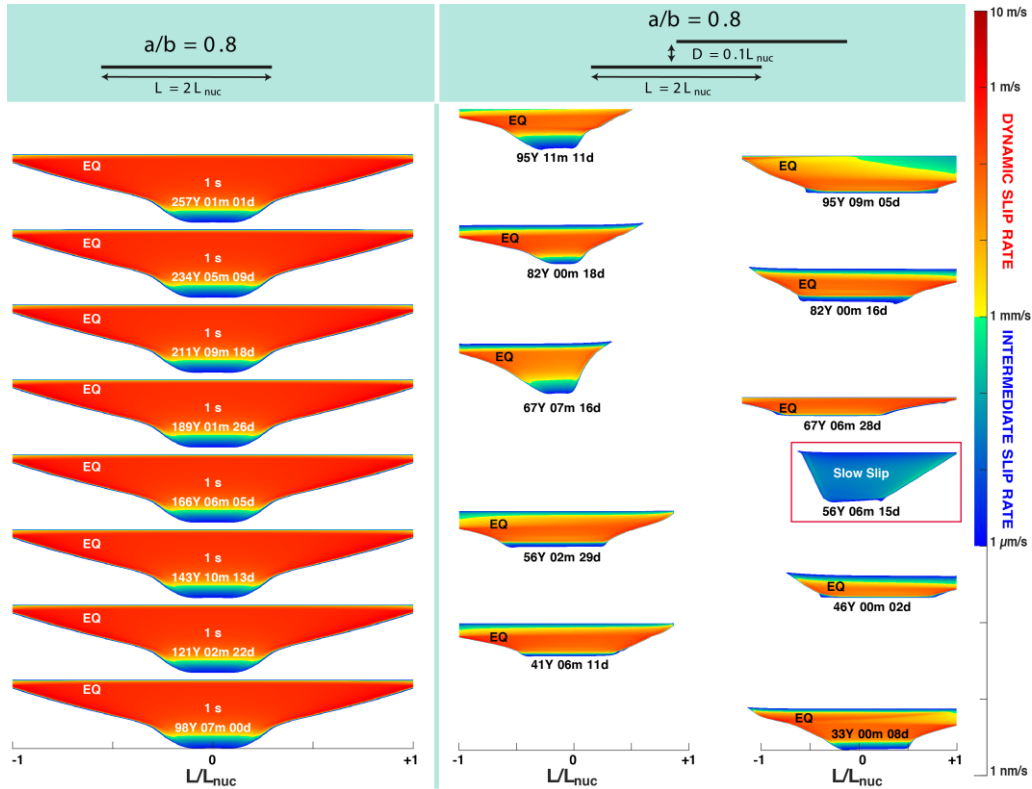 a/b = 0.8
L = 2L nuc
EQ
1 s
257Y 01m 01d
EQ
1 s
234Y 05m 09d
EQ
1 s
211Y 09m 18d
EQ
1 s
189Y 01m 26d
EQ
1 s
166Y 06m 05d
EQ
1 s
143Y 10m 13d
EQ
1 s
121Y 02m 22d
EQ
1 s
98Y 07m 00d
-1 0 +1
L/Lnuc
a/b = 0.8
D = 0.1L nuc
L = 2L nuc
EQ
95Y 11m 11d
EQ
82Y 00m 18d
EQ
67Y 07m 16d
EQ
56Y 02m 29d
EQ
41Y 06m 11d
-1 0 +1
L/Lnuc
EQ
95Y 09m 05d
EQ
82Y 00m 16d
EQ
67Y 06m 28d
Slow Slip
56Y 06m 15d
EQ
46Y 00m 02d
EQ
33Y 00m 08d
-1 0 +1
L/Lnuc
10 m/s
1 m/s
DYNAMIC SLIP RATE
1 mm/s
INTERMEDIATE SLIP RATE
1 µm/s
1 nm/s